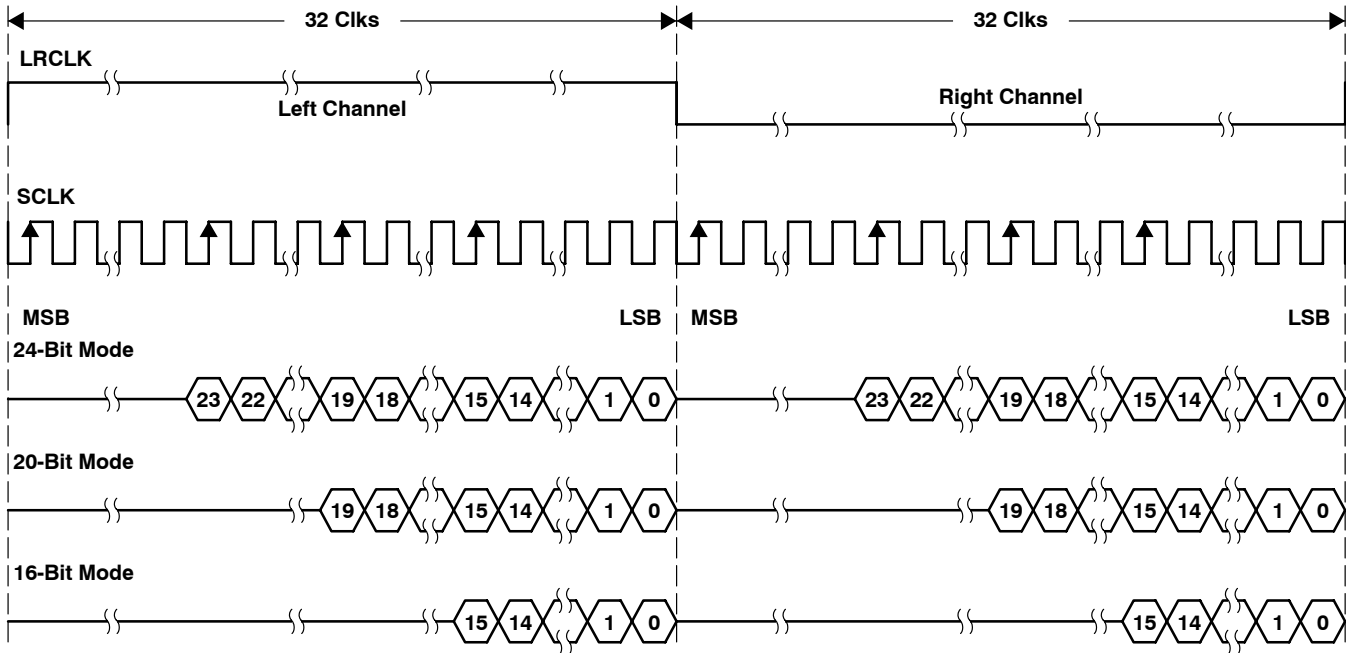 32 Clks 32 Clks
LRCLK
Left Channel Right Channel
SCLK
MSB LSB MSB LSB
24-Bit Mode
23 22 19 18 15 14 1 0 23 22 19 18 15 14 1 0
20-Bit Mode
19 18 15 14 1 0 19 18 15 14 1 0
16-Bit Mode
15 14 1 0 15 14 1 0